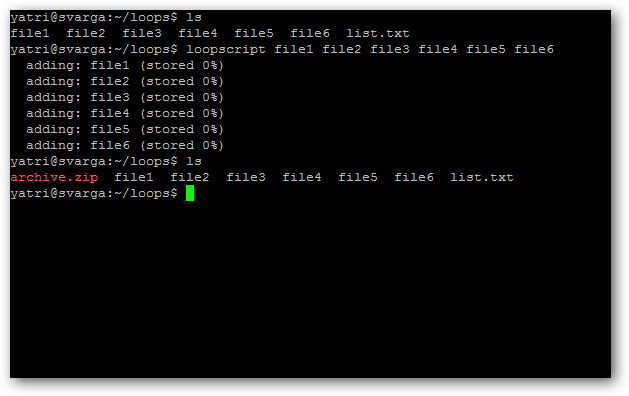 yatri@svarga:~/loops$ ls
file1  file2  file3  file4  file5  file6  list.txt
yatri@svarga:~/loops$ loopscript file1 file2 file3 file4 file5 file6
  adding: file1 (stored 0%)
  adding: file2 (stored 0%)
  adding: file3 (stored 0%)
  adding: file4 (stored 0%)
  adding: file5 (stored 0%)
  adding: file6 (stored 0%)
yatri@svarga:~/loops$ ls
archive.zip  file1  file2  file3  file4  file5  file6  list.txt
yatri@svarga:~/loops$